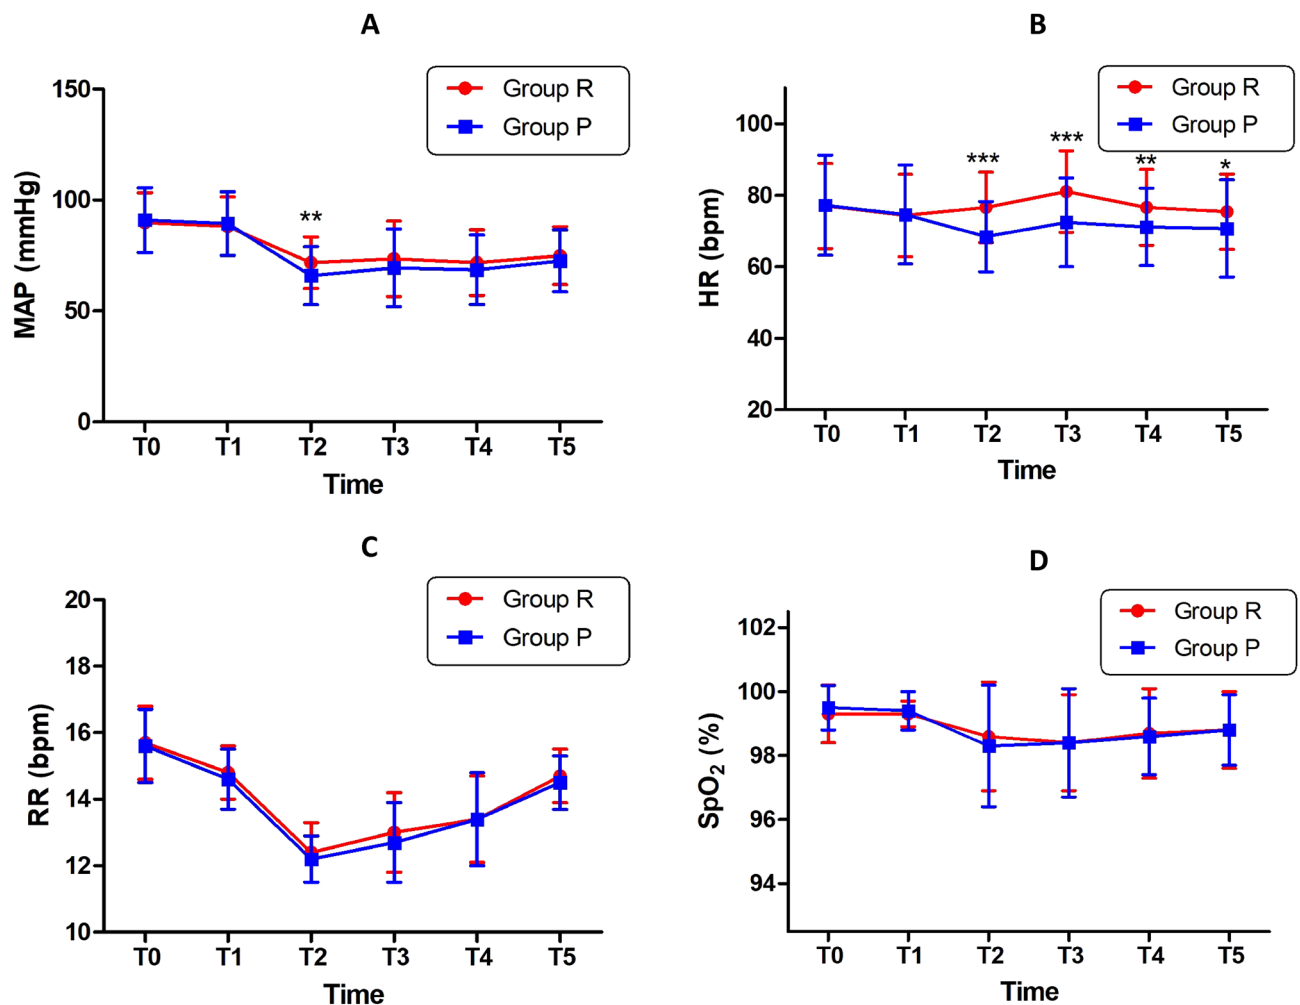 A
Group R
Group P
MAP (mmHg)
150
100
50
0
**
T0 T1 T2 T3 T4 T5
Time
B
Group R
Group P
HR (bpm)
100
80
60
40
20
*** *** ** *
T0 T1 T2 T3 T4 T5
Time
C
Group R
Group P
RR (bpm)
20
18
16
14
12
10
T0 T1 T2 T3 T4 T5
Time
D
Group R
Group P
SpO₂ (%)
102
100
98
96
94
T0 T1 T2 T3 T4 T5
Time